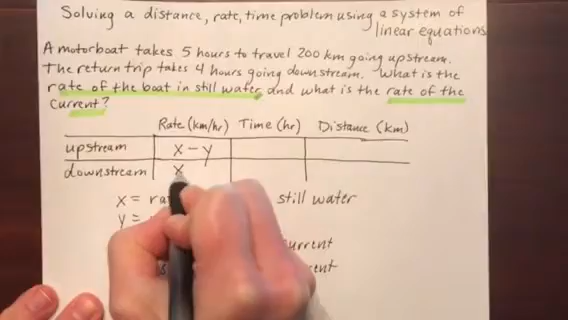 Solving a distance, rate, time problem using a system of
linear equations
A motorboat takes 5 hours to travel 200 km going upstream.
The return trip takes 4 hours going downstream. What is the
rate of the boat in still water and what is the rate of the
current?
Rate (km/hr) Time (hr) Distance (km)
upstream x - y
downstream x
x = still water
y =